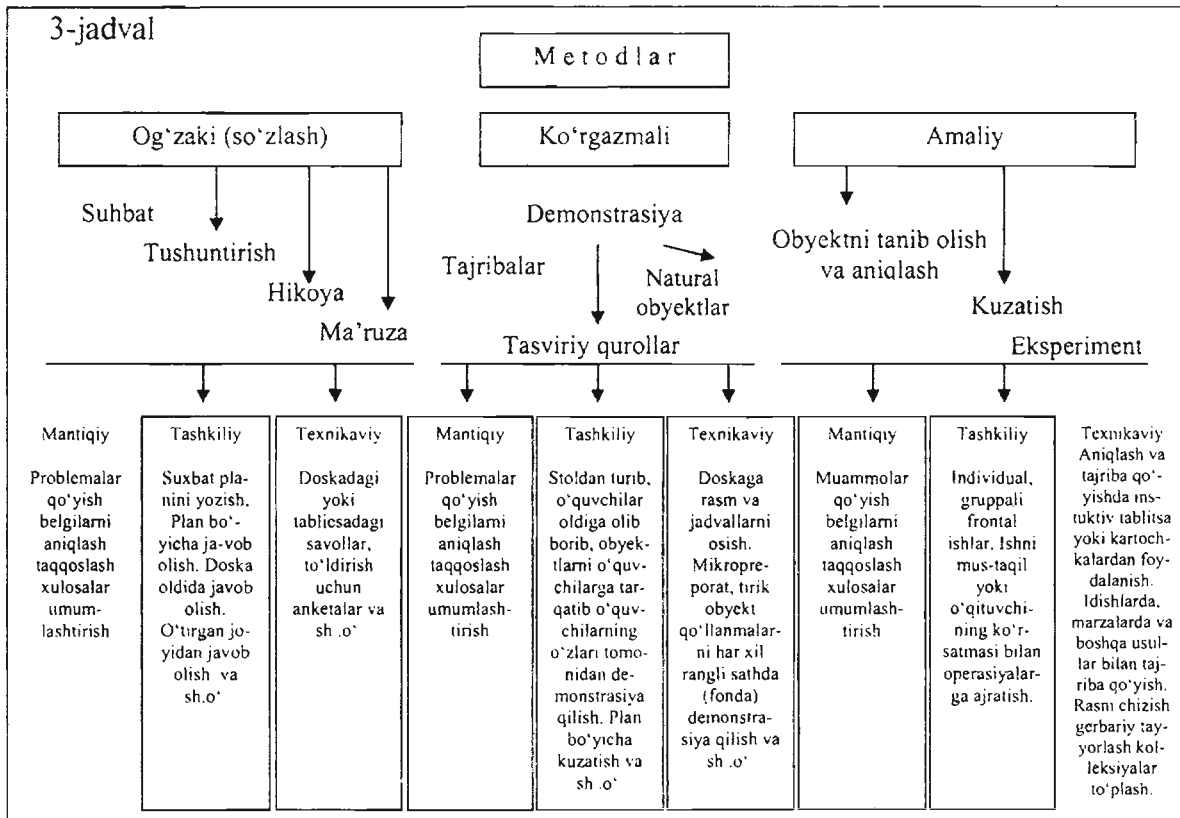 3-jadval
Metodlar
Og‘zaki (so‘zlash)
Ko‘rgazmali
Amaliy
Suhbat
Tushuntirish
Hikoya
Ma’ruza
Demonstrasiya
Tajribalar
Natural
obyektlar
Tasviriy qurollar
Obyektni tanib olish
va aniqlash
Kuzatish
Eksperiment
Mantiqiy
Problemalar
qo‘yish
belgilarni
aniqlash
taqqoslash
xulosalar
umum-
lashtirish
Tashkiliy
Suxbat pla-
nini yozish.
Plan bo‘-
yicha ja-vob
olish. Doska
oldida javob
olish.
O‘tirgan jo-
yidan javob
olish va
sh.o‘
Texnikaviy
Doskadagi
yoki
tablicsadagi
savollar,
to‘ldirish
uchun
anketalar va
sh .o‘
Mantiqiy
Problemalar
qo‘yish
belgilarni
aniqlash
taqqoslash
xulosalar
umumlash-
tirish
Tashkiliy
Stoldan turib,
o‘quvchilar
oldiga olib
borib, obyek-
tlarni o‘quv-
chilarga tar-
qatib o‘quv-
chilarning
o‘zlari tomo-
nidan de-
monstrasiya
qilish. Plan
bo‘yicha
kuzatish va
sh .o‘
Texnikaviy
Doskaga
rasm va
jadvallarni
osish.
Mikropre-
porat, tirik
obyekt
qo‘llanmalar-
ni har xil
rangli sathda
(fonda)
demonstra-
siya qilish va
sh .o‘
Mantiqiy
Muammolar
qo‘yish
belgilarni
aniqlash
taqqoslash
xulosalar
umumlash-
tirish
Tashkiliy
Individual,
gruppali
frontal
ishlar. Ishni
mus-taqil
yoki
o‘qituvchi-
ning ko‘r-
satmasi bilan
operasiyalar-
ga ajratish.
Texnikaviy
Aniqlash va
tajriba qo‘-
yishda ins-
tuktiv tablitsa
yoki kartoch-
kalardan foy-
dalanish.
Idishlarda,
marzalarda va
boshqa usul-
lar bilan taj-
riba qo‘yish.
Rasni chizish
gerbariy tay-
yorlash kol-
leksiyalar
to‘plash.